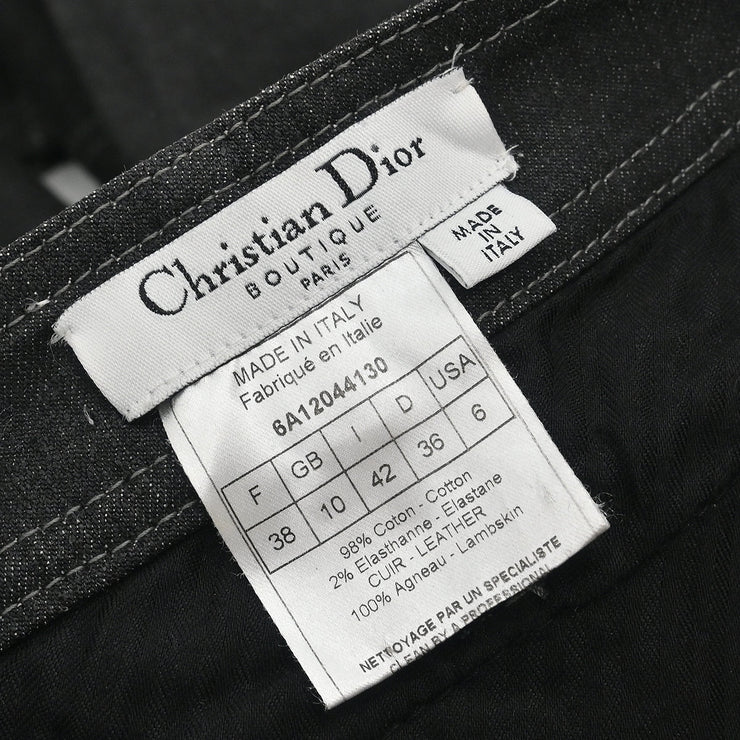 Christian Dior
BOUTIQUE
PARIS
MADE
IN
ITALY
MADE IN ITALY
Fabriqué en Italie
6A12044130
F GB I D USA
38 10 42 36 6
98% Coton - Cotton
2% Elasthanne - Elastane
CUIR - LEATHER
100% Agneau - Lambskin
NETTOYAGE PAR UN SPECIALISTE
CLEAN BY A PROFESSIONAL